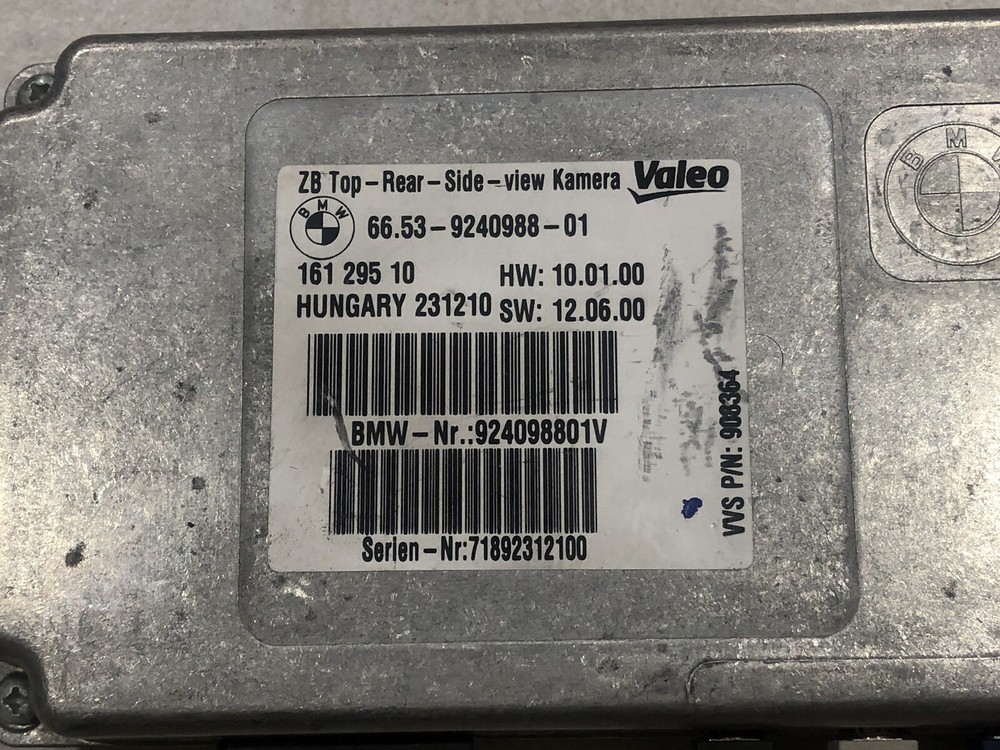 ZB Top-Rear-Side-view Kamera Valeo
BMW
66.53-9240988-01
161 295 10 HW: 10.01.00
HUNGARY 231210 SW: 12.06.00
BMW-Nr.:924098801V
Serien-Nr:71892312100
VVS P/N: 908364
BM